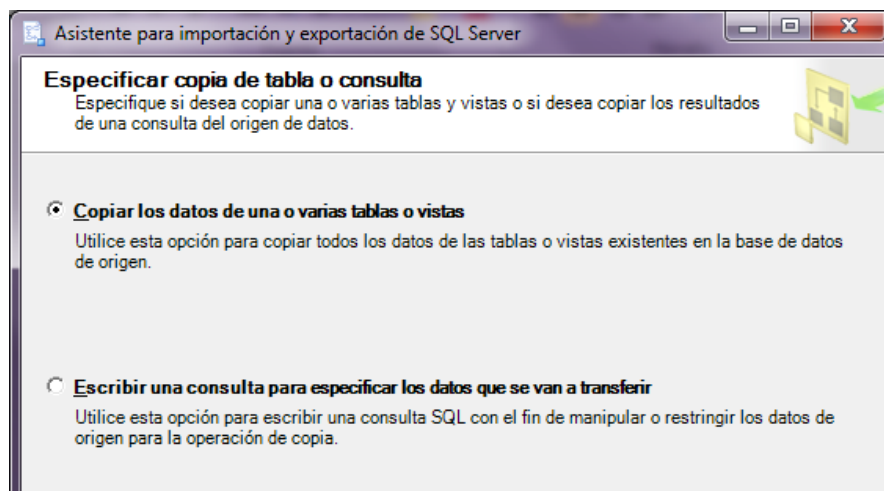 Asistente para importación y exportación de SQL Server
Especificar copia de tabla o consulta
Especifique si desea copiar una o varias tablas y vistas o si desea copiar los resultados
de una consulta del origen de datos.
Copiar los datos de una o varias tablas o vistas
Utilice esta opción para copiar todos los datos de las tablas o vistas existentes en la base de datos
de origen.
Escribir una consulta para especificar los datos que se van a transferir
Utilice esta opción para escribir una consulta SQL con el fin de manipular o restringir los datos de
origen para la operación de copia.